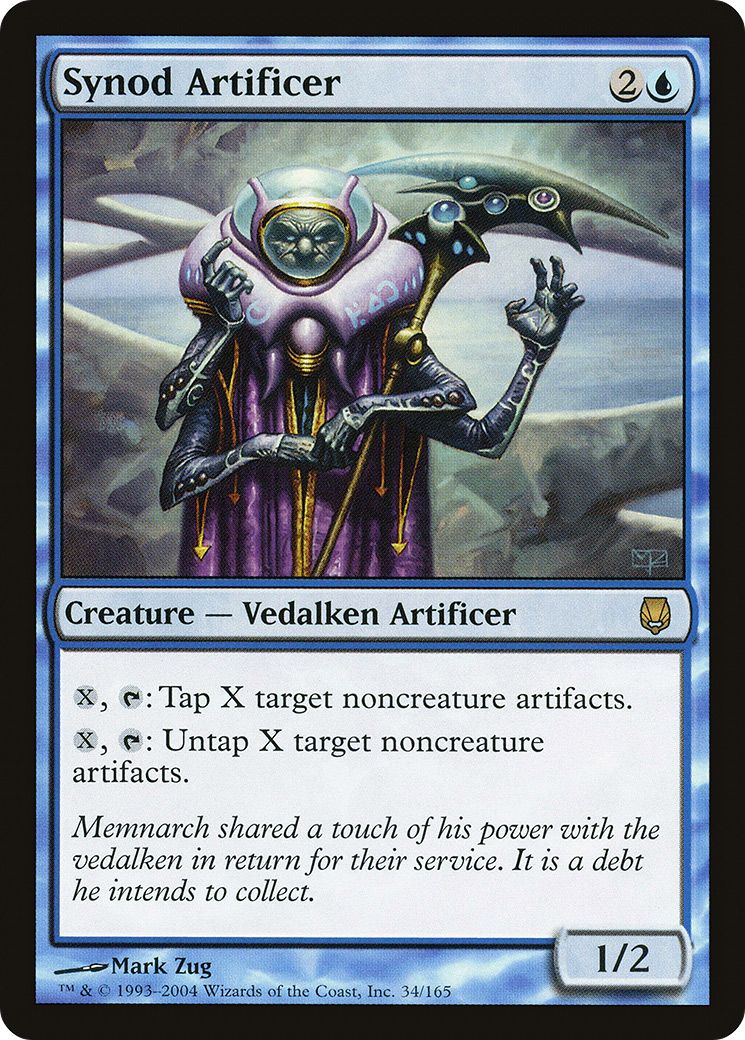 Synod Artificer 2
Creature — Vedalken Artificer
X, : Tap X target noncreature artifacts.
X, : Untap X target noncreature
artifacts.
Memnarch shared a touch of his power with the
vedalken in return for their service. It is a debt
he intends to collect.
1/2
Mark Zug
™ & © 1993–2004 Wizards of the Coast, Inc. 34/165